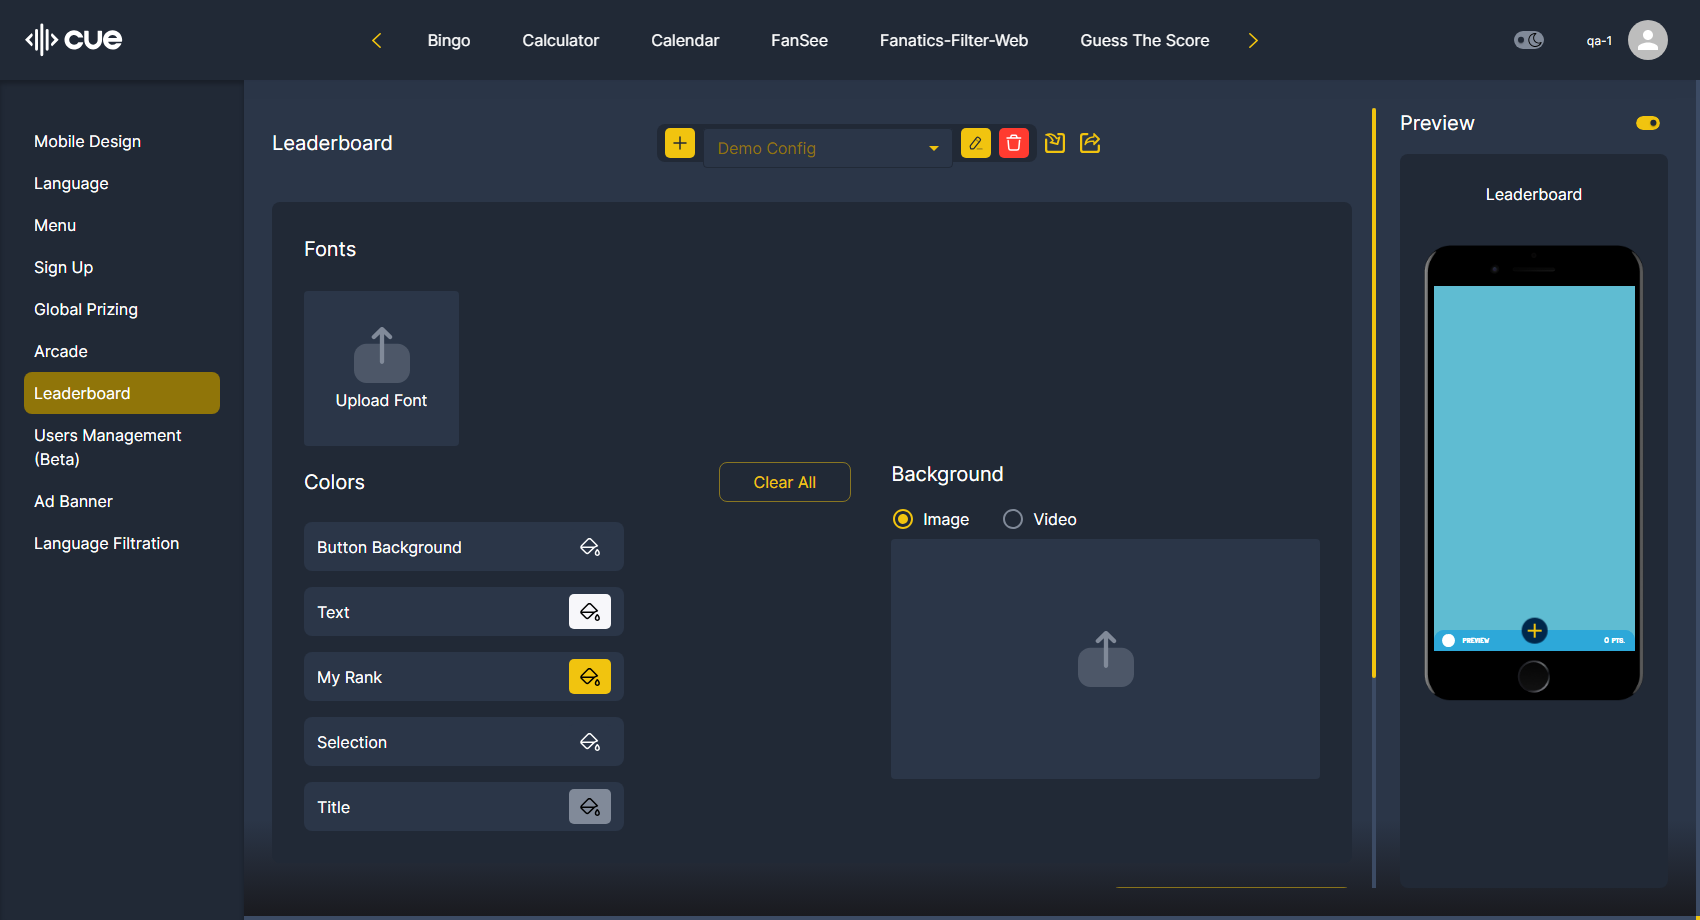 cue
Bingo
Calculator
Calendar
FanSee
Fanatics-Filter-Web
Guess The Score
qa-1
Mobile Design
Language
Menu
Sign Up
Global Prizing
Arcade
Leaderboard
Users Management
(Beta)
Ad Banner
Language Filtration
Leaderboard
Demo Config
Fonts
Upload Font
Colors
Clear All
Button Background
Text
My Rank
Selection
Title
Background
Image
Video
Preview
Leaderboard
PREVIEW
0 PTS.